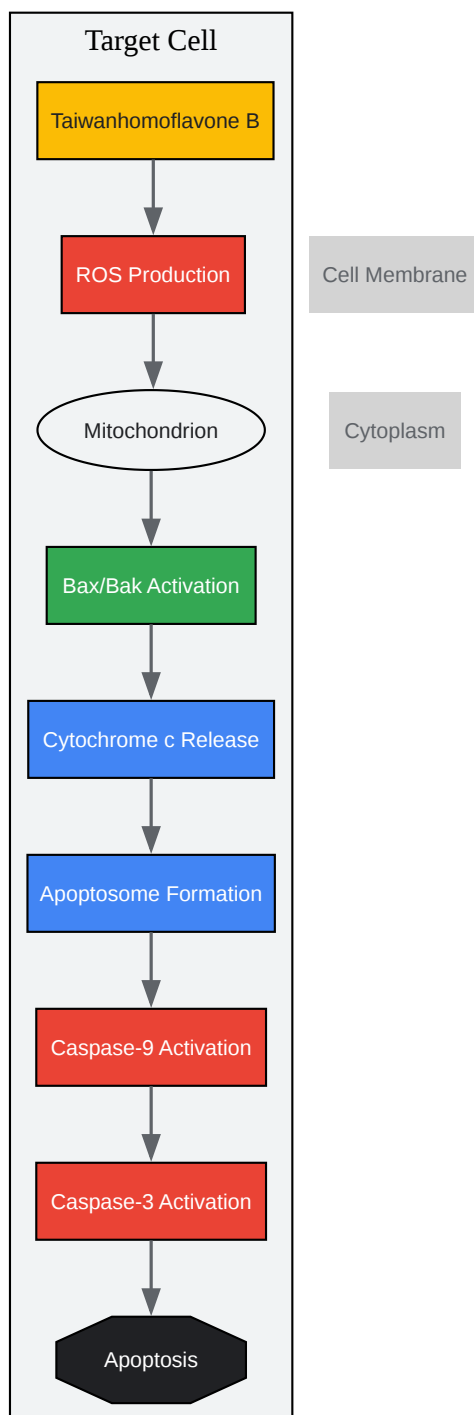 Target Cell
Taiwanhomoflavone B
ROS Production
Cell Membrane
Mitochondrion
Cytoplasm
Bax/Bak Activation
Cytochrome c Release
Apoptosome Formation
Caspase-9 Activation
Caspase-3 Activation
Apoptosis